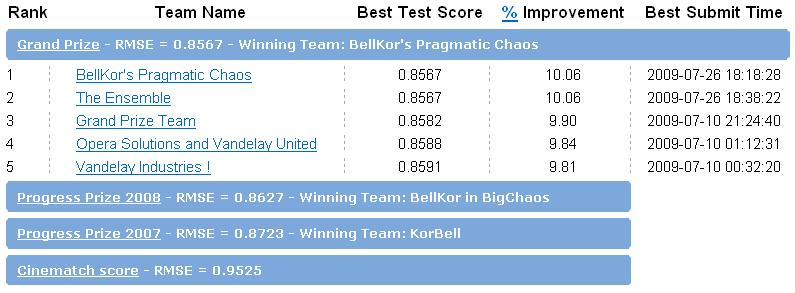 Rank Team Name Best Test Score % Improvement Best Submit Time
Grand Prize - RMSE = 0.8567 - Winning Team: BellKor's Pragmatic Chaos
1 BellKor's Pragmatic Chaos 0.8567 10.06 2009-07-26 18:18:28
2 The Ensemble 0.8567 10.06 2009-07-26 18:38:22
3 Grand Prize Team 0.8582 9.90 2009-07-10 21:24:40
4 Opera Solutions and Vandelay United 0.8588 9.84 2009-07-10 01:12:31
5 Vandelay Industries ! 0.8591 9.81 2009-07-10 00:32:20
Progress Prize 2008 - RMSE = 0.8627 - Winning Team: BellKor in BigChaos
Progress Prize 2007 - RMSE = 0.8723 - Winning Team: KorBell
Cinematch score - RMSE = 0.9525